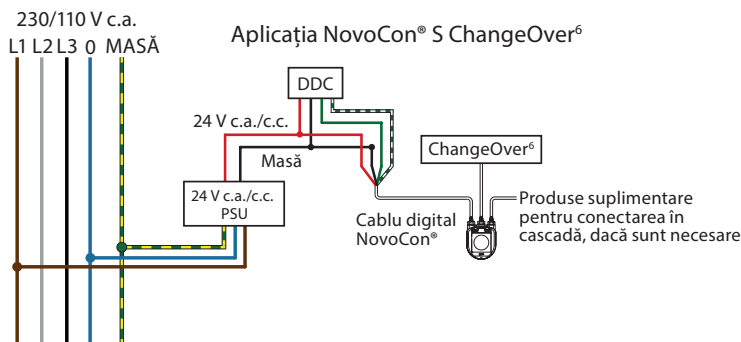 230/110 V c.a.
L1 L2 L3 0 MASĂ
Aplicația NovoCon® S ChangeOver⁶
DDC
24 V c.a./c.c.
Masă
ChangeOver⁶
24 V c.a./c.c.
PSU
Cablu digital
NovoCon®
Produse suplimentare
pentru conectarea în
cascadă, dacă sunt necesare